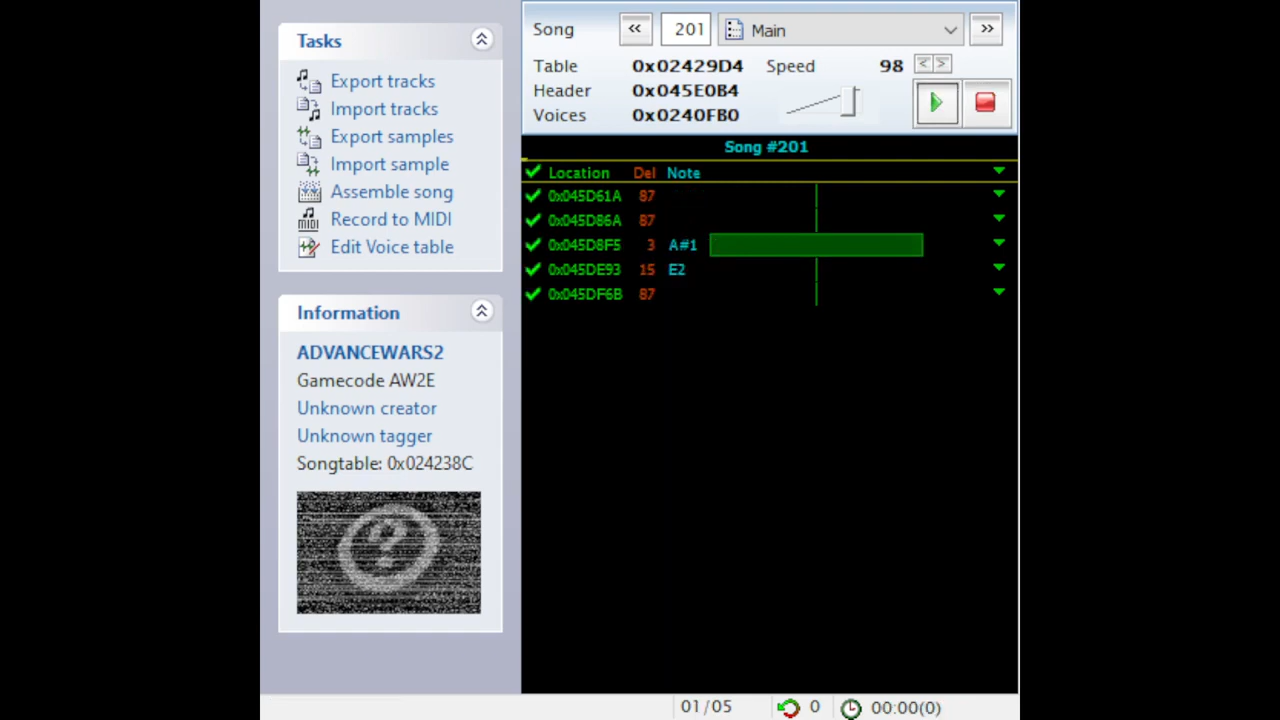 Tasks
Export tracks
Import tracks
Export samples
Import sample
Assemble song
Record to MIDI
Edit Voice table
Information
ADVANCEWARS2
Gamecode AW2E
Unknown creator
Unknown tagger
Songtable: 0x024238C
Song << 201 Main >>
Table 0x02429D4 Speed 98 < >
Header 0x045E0B4
Voices 0x0240FB0
Song #201
Location Del Note
0x045D61A 87
0x045D86A 87
0x045D8F5 3 A#1
0x045DE93 15 E2
0x045DF6B 87
01/05 0 00:00(0)